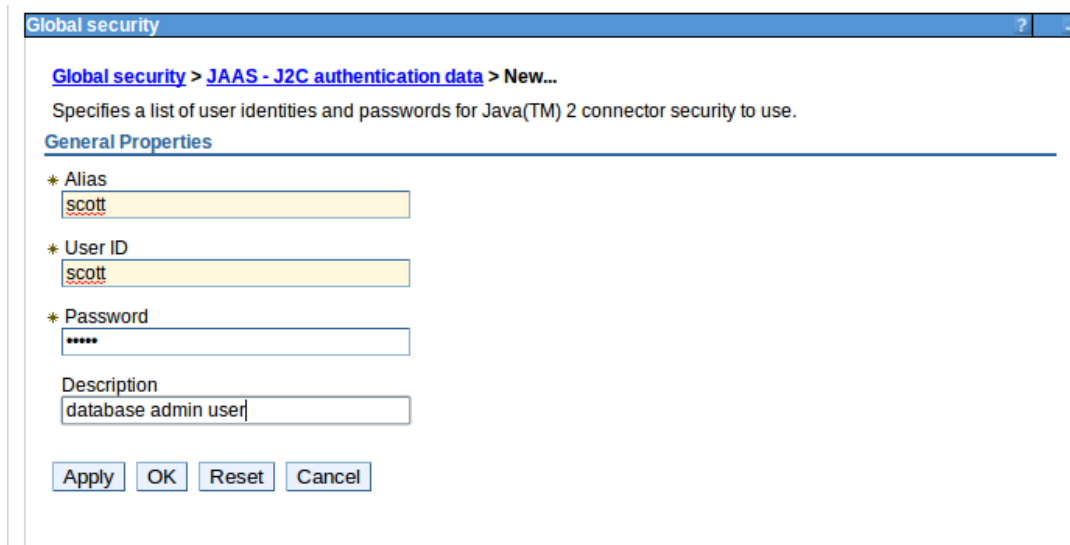 Global security ?
Global security > JAAS - J2C authentication data > New...
Specifies a list of user identities and passwords for Java(TM) 2 connector security to use.
General Properties
* Alias
scott
* User ID
scott
* Password
•••••
Description
database admin user
Apply OK Reset Cancel